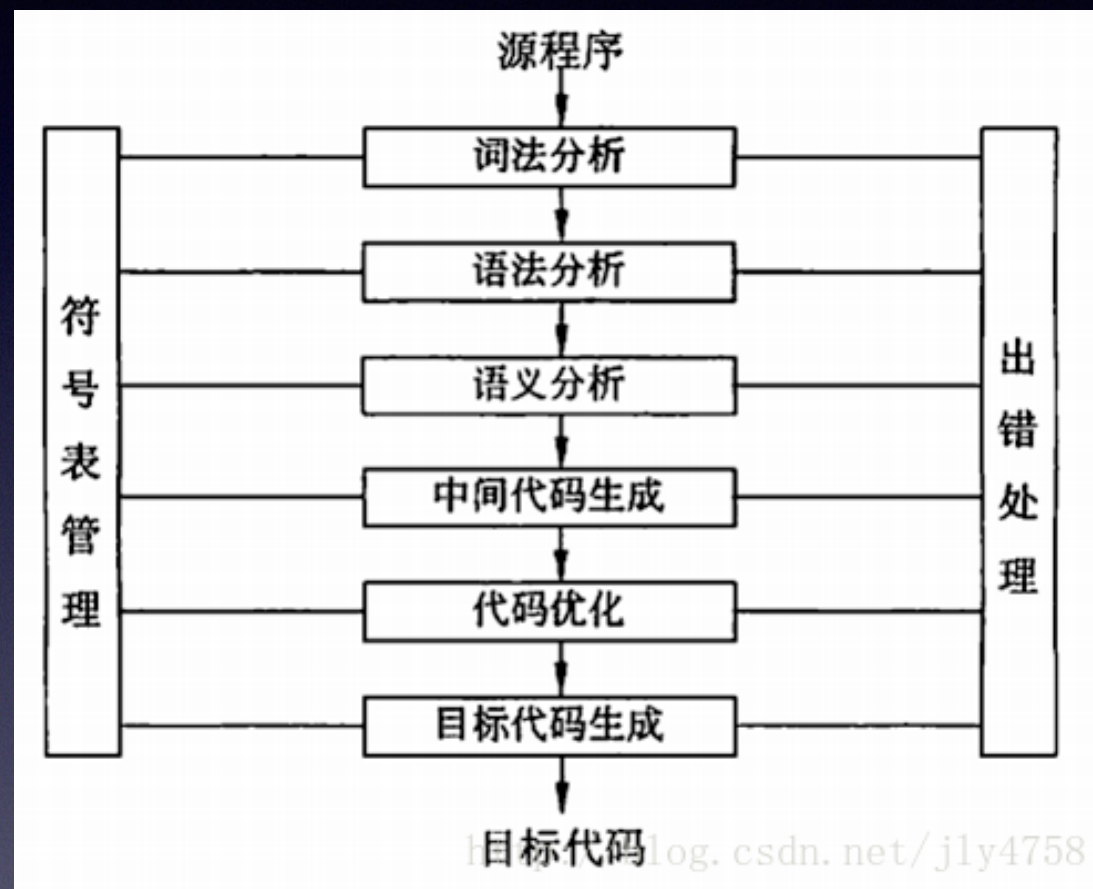 源程序
词法分析
语法分析
语义分析
中间代码生成
代码优化
目标代码生成
目标代码
符号表管理
出错处理
log.csdn.net/jly4758